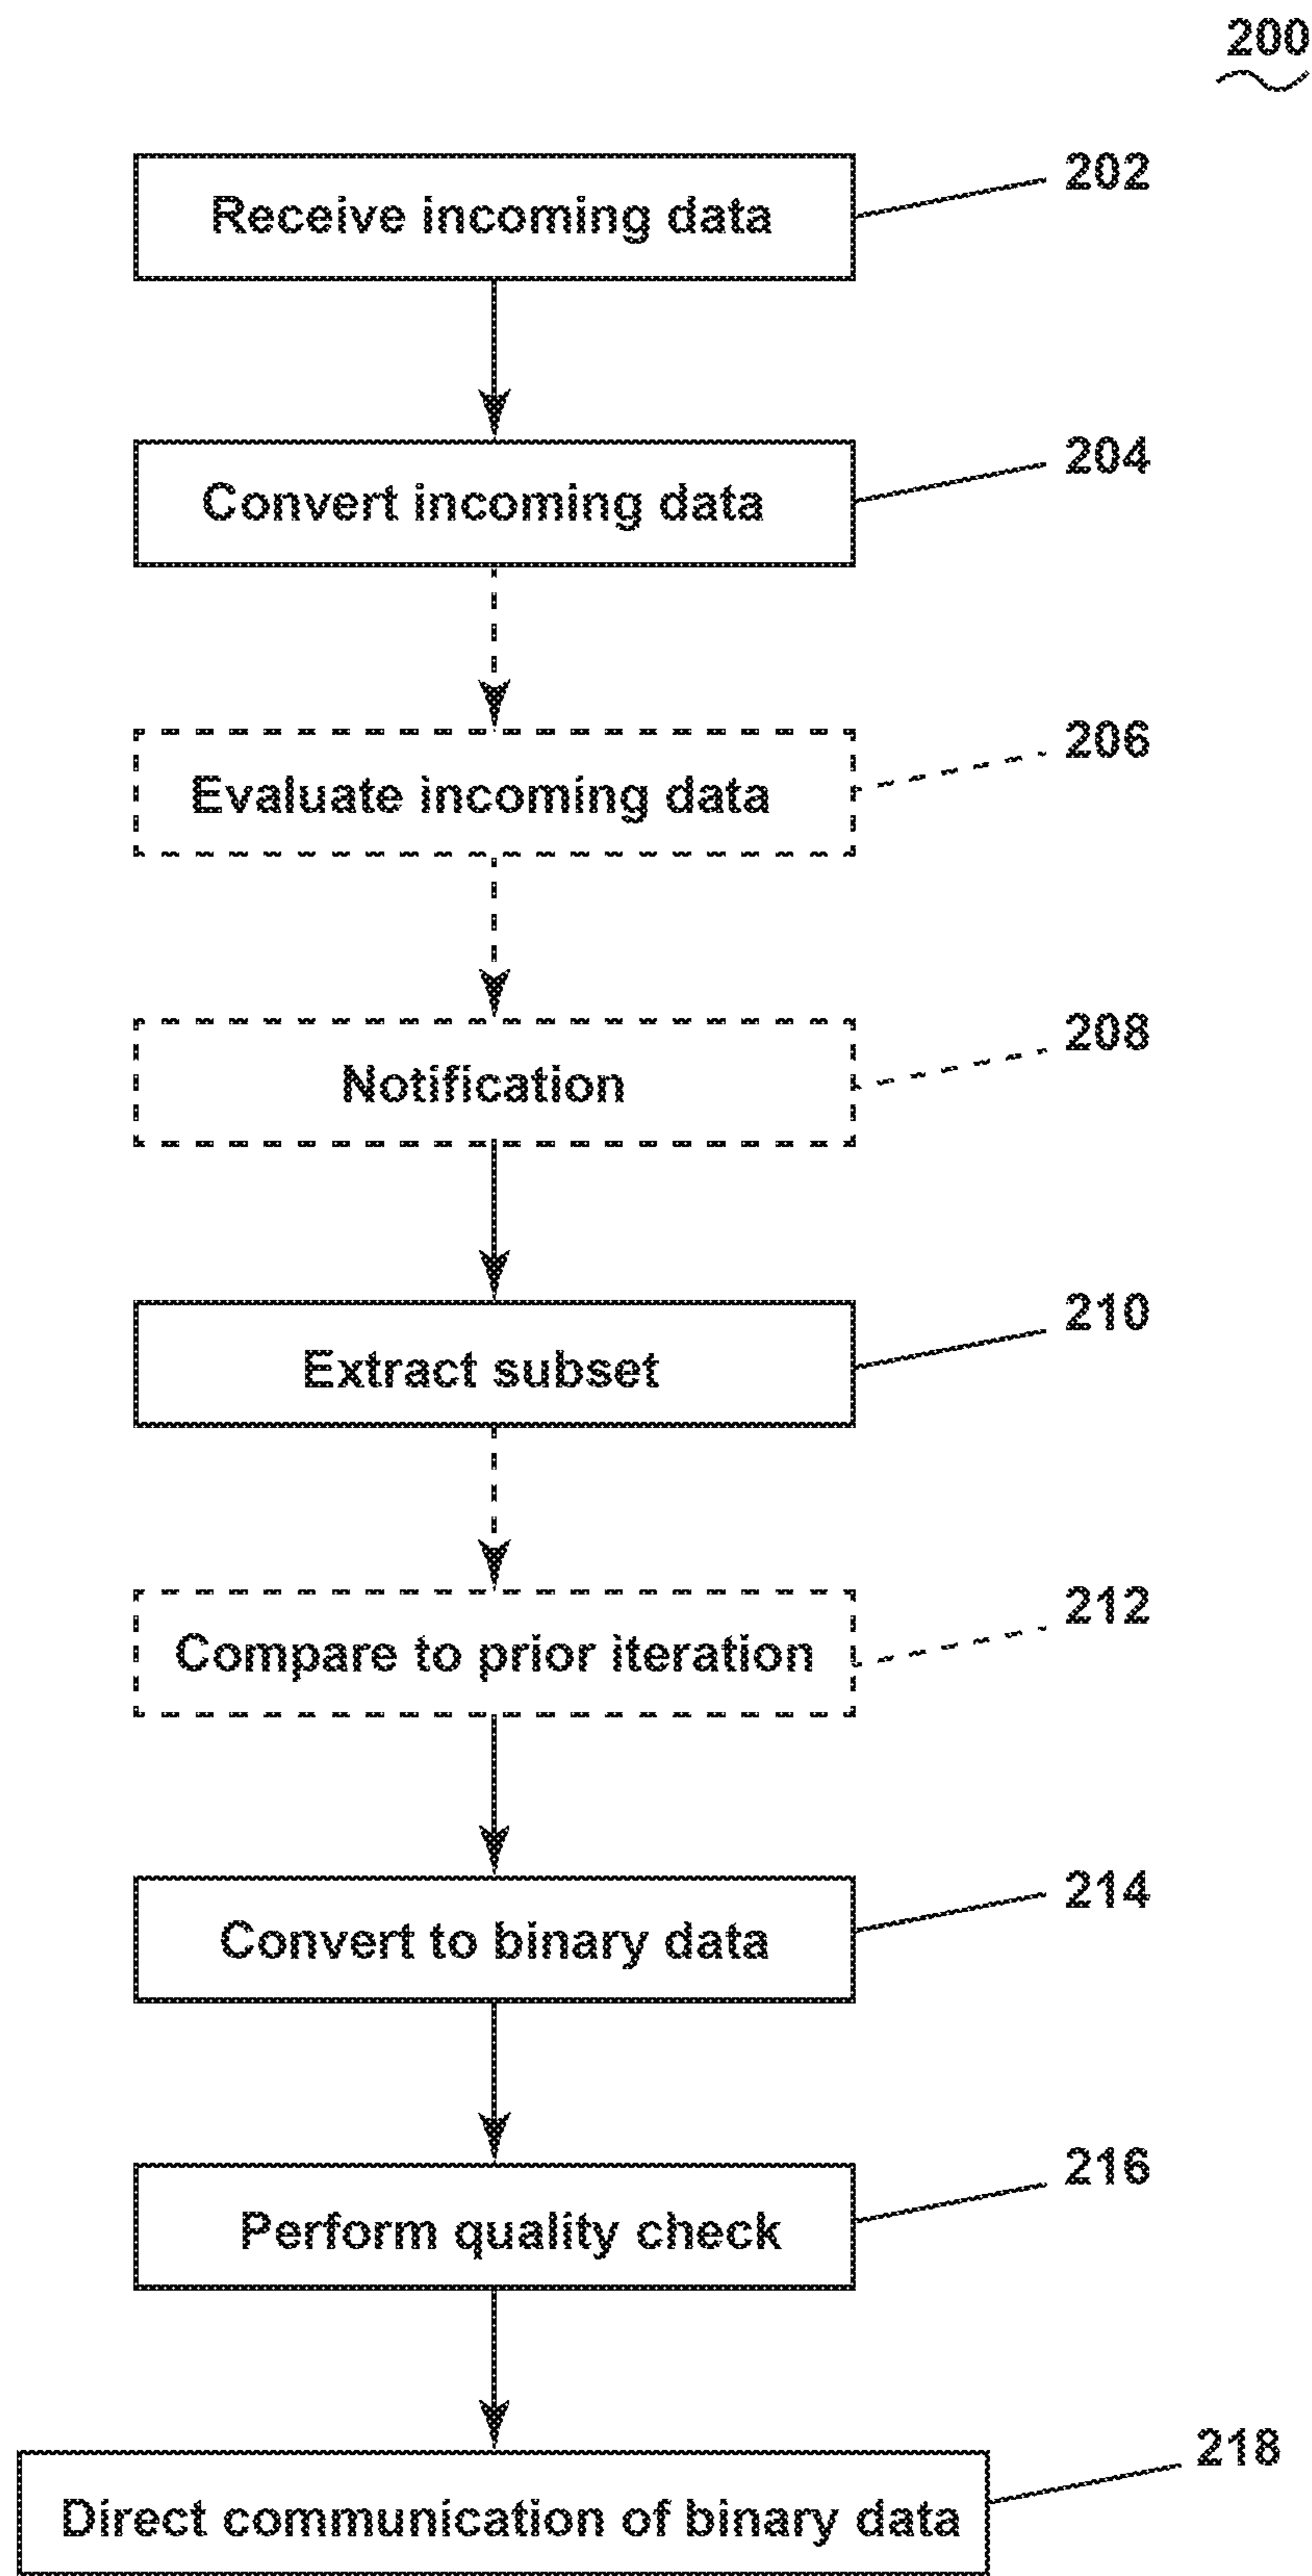 200
Receive incoming data
202
Convert incoming data
204
Evaluate incoming data
206
Notification
208
Extract subset
210
Compare to prior iteration
212
Convert to binary data
214
Perform quality check
216
Direct communication of binary data
218